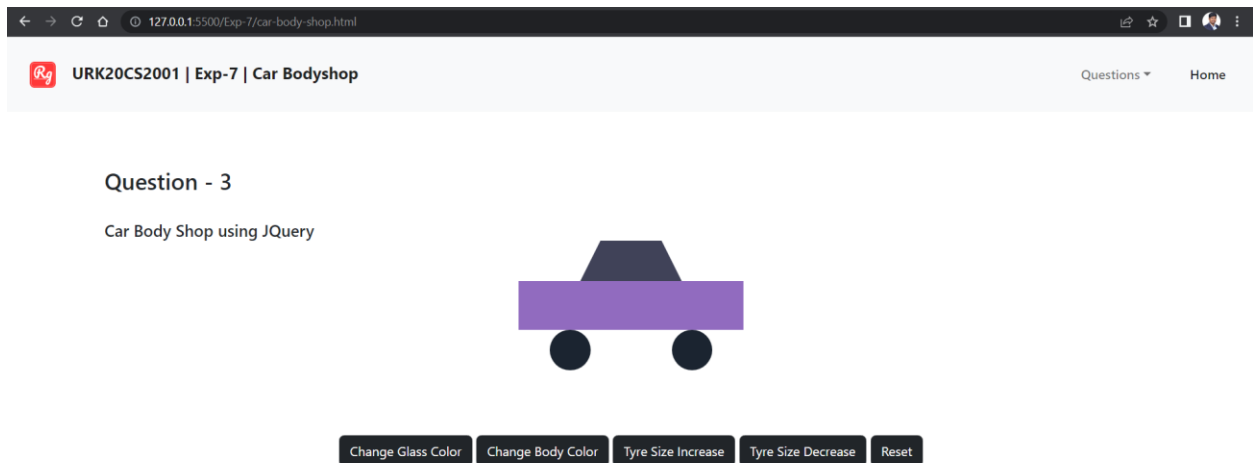 127.0.0.1:5500/Exp-7/car-body-shop.html
Rg URK20CS2001 | Exp-7 | Car Bodyshop Questions Home
Question - 3
Car Body Shop using JQuery
Change Glass Color Change Body Color Tyre Size Increase Tyre Size Decrease Reset